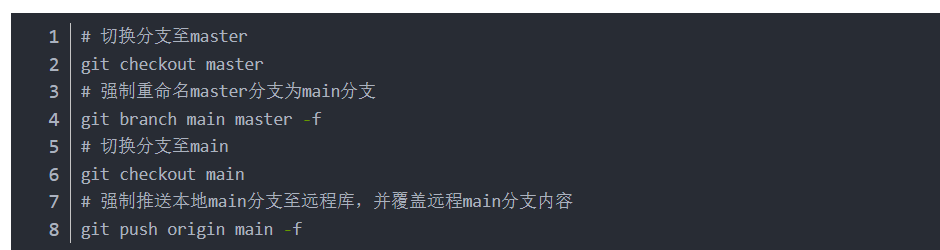 1 # 切换分支至master
2 git checkout master
3 # 强制重命名master分支为main分支
4 git branch main master -f
5 # 切换分支至main
6 git checkout main
7 # 强制推送本地main分支至远程库，并覆盖远程main分支内容
8 git push origin main -f